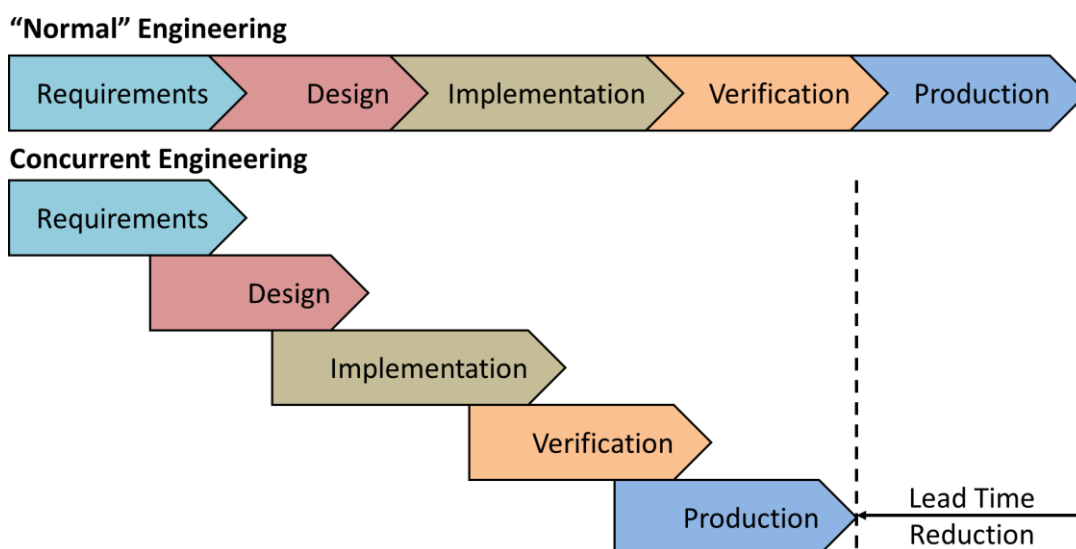 “Normal” Engineering
Requirements Design Implementation Verification Production
Concurrent Engineering
Requirements
Design
Implementation
Verification
Production
Lead Time
Reduction